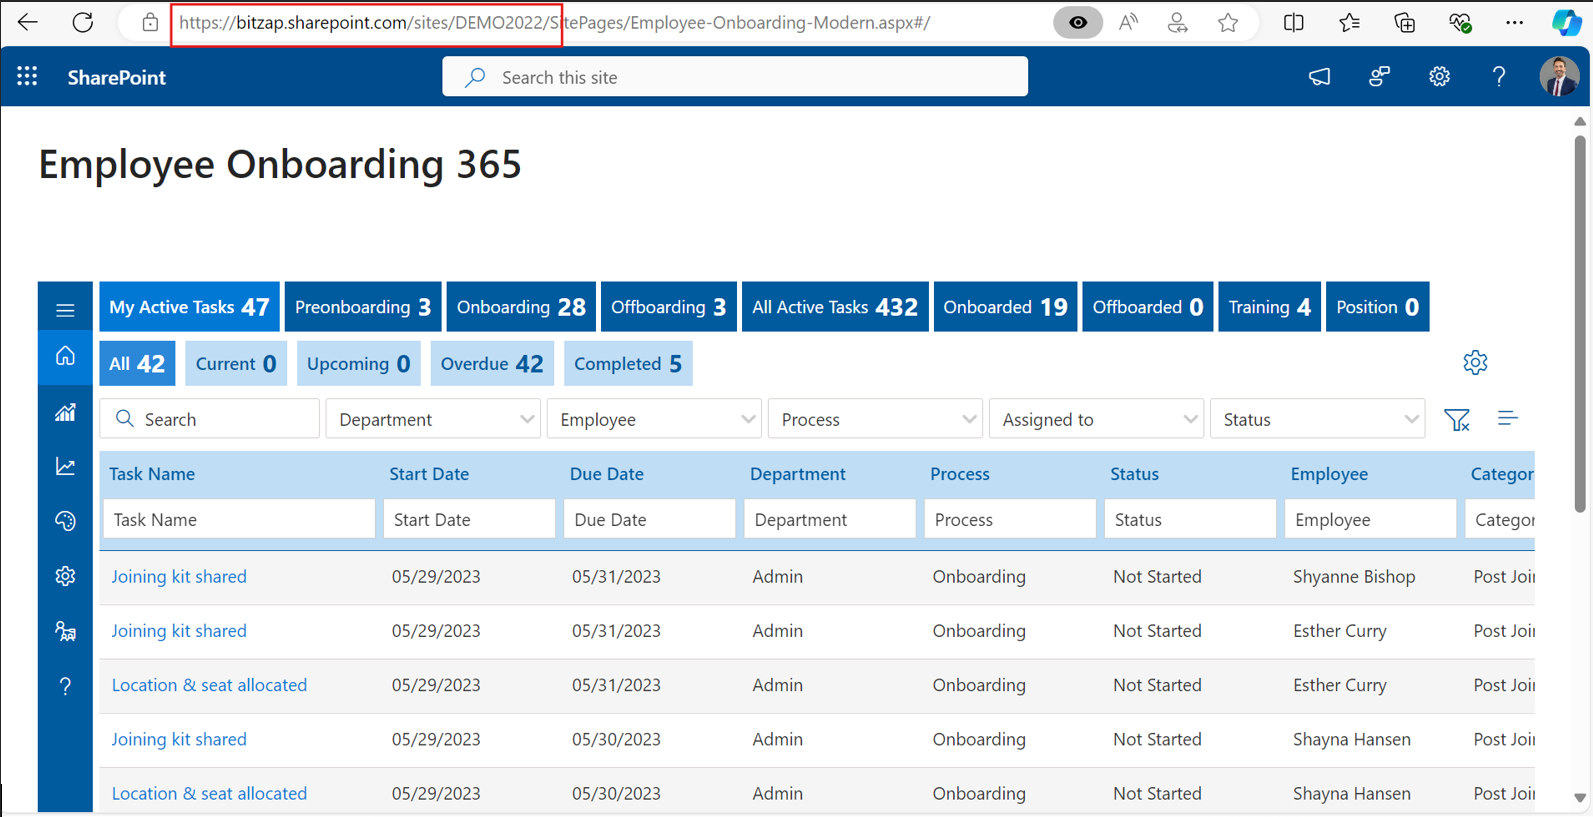 https://bitzap.sharepoint.com/sites/DEMO2022/SitePages/Employee-Onboarding-Modern.aspx#/
SharePoint
Search this site
Employee Onboarding 365
My Active Tasks 47 Preonboarding 3 Onboarding 28 Offboarding 3 All Active Tasks 432 Onboarded 19 Offboarded 0 Training 4 Position 0
All 42 Current 0 Upcoming 0 Overdue 42 Completed 5
Search Department Employee Process Assigned to Status
Task Name Start Date Due Date Department Process Status Employee Categor
Task Name Start Date Due Date Department Process Status Employee Categor
Joining kit shared 05/29/2023 05/31/2023 Admin Onboarding Not Started Shyanne Bishop Post Joi
Joining kit shared 05/29/2023 05/31/2023 Admin Onboarding Not Started Esther Curry Post Joi
Location & seat allocated 05/29/2023 05/31/2023 Admin Onboarding Not Started Esther Curry Post Joi
Joining kit shared 05/29/2023 05/30/2023 Admin Onboarding Not Started Shayna Hansen Post Joi
Location & seat allocated 05/29/2023 05/30/2023 Admin Onboarding Not Started Shayna Hansen Post Joi